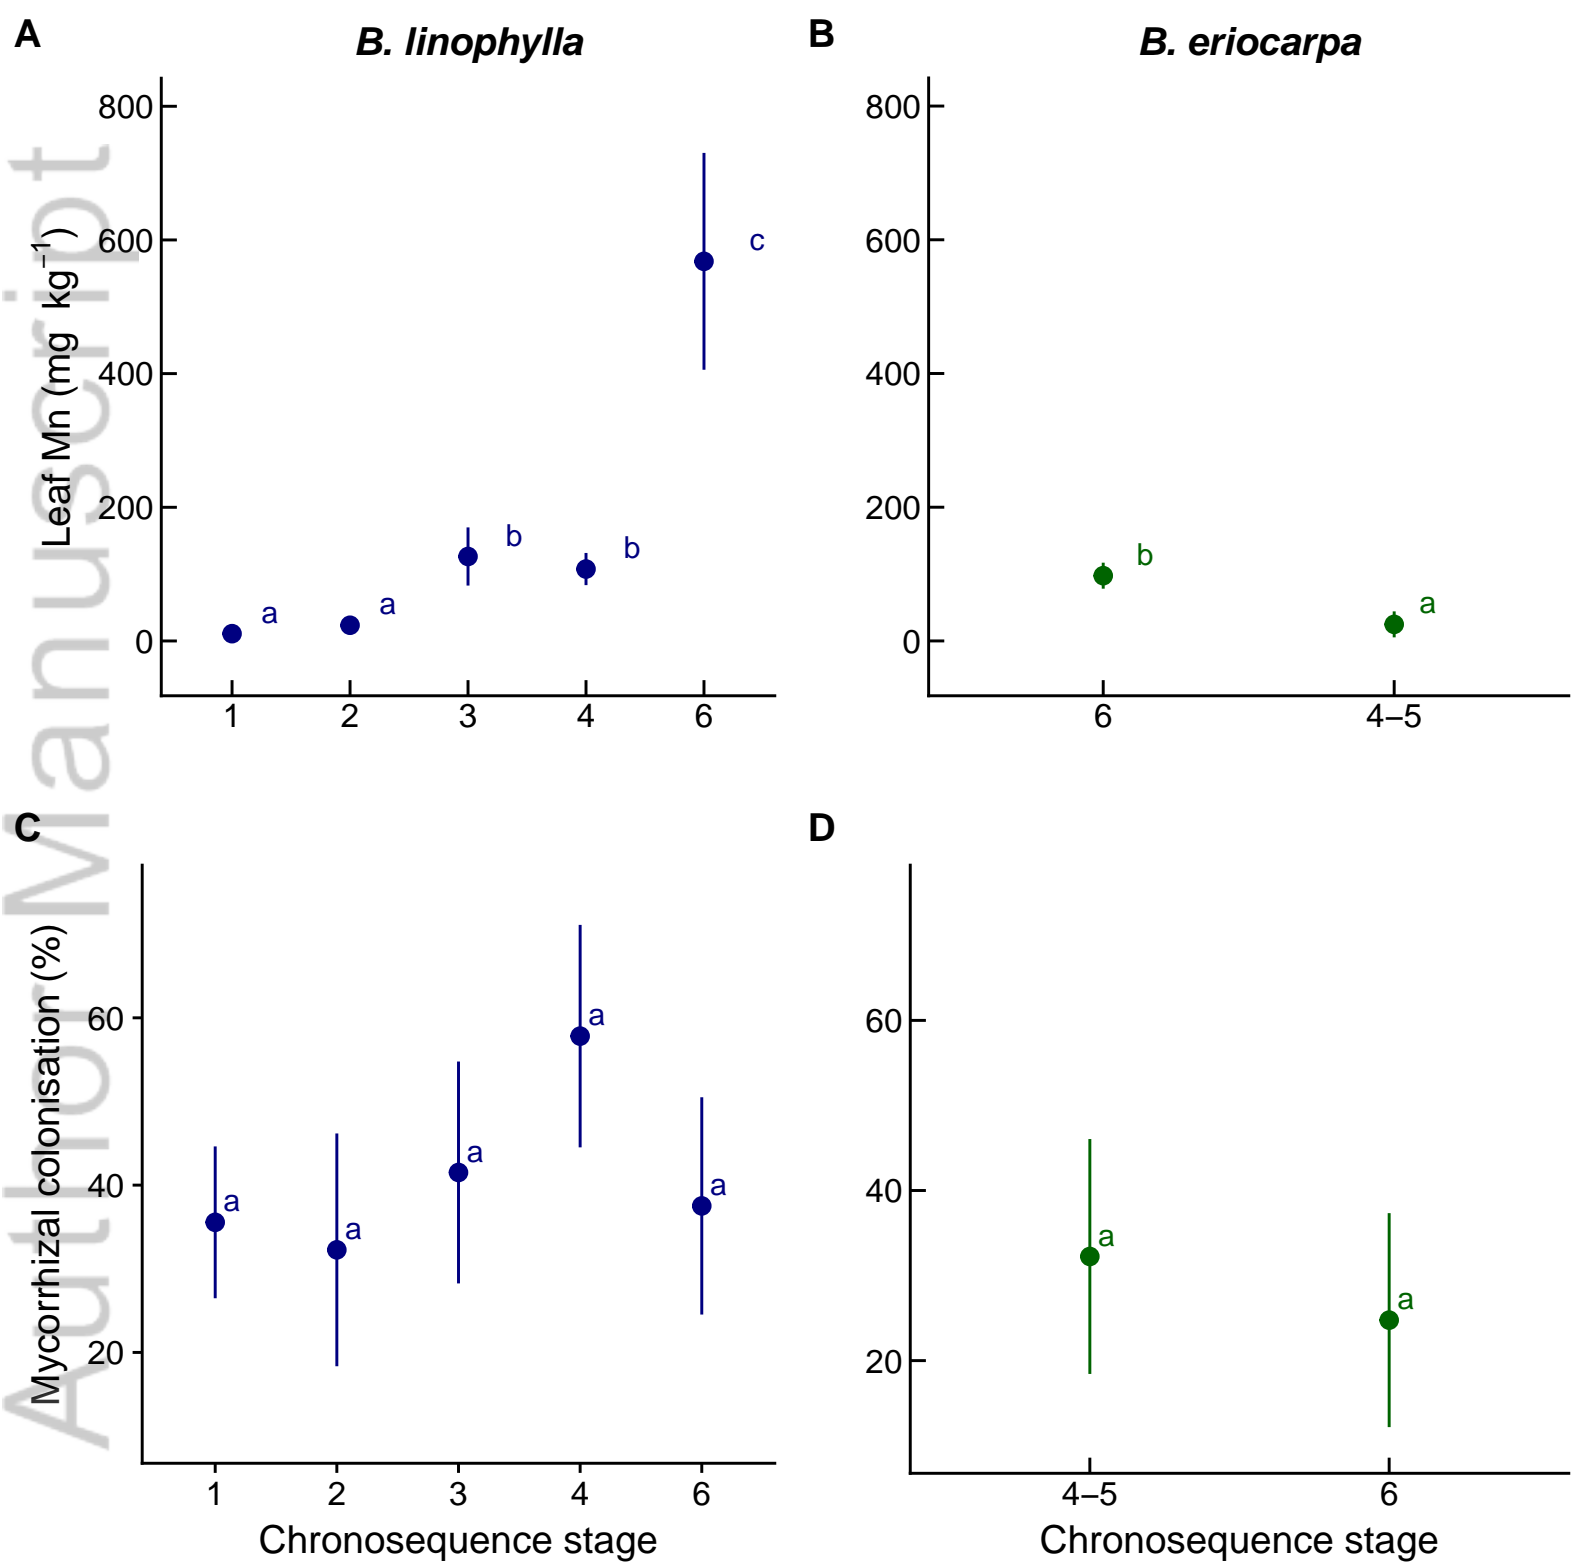 A
B. linophylla
800
600
400
200
0
Leaf Mn (mg kg⁻¹)
a
a
b
b
c
1 2 3 4 6
B
B. eriocarpa
800
600
400
200
0
b
a
6 4–5
C
60
40
20
Mycorrhizal colonisation (%)
a
a
a
a
a
1 2 3 4 6
Chronosequence stage
D
60
40
20
a
a
4–5 6
Chronosequence stage
Author Manuscript